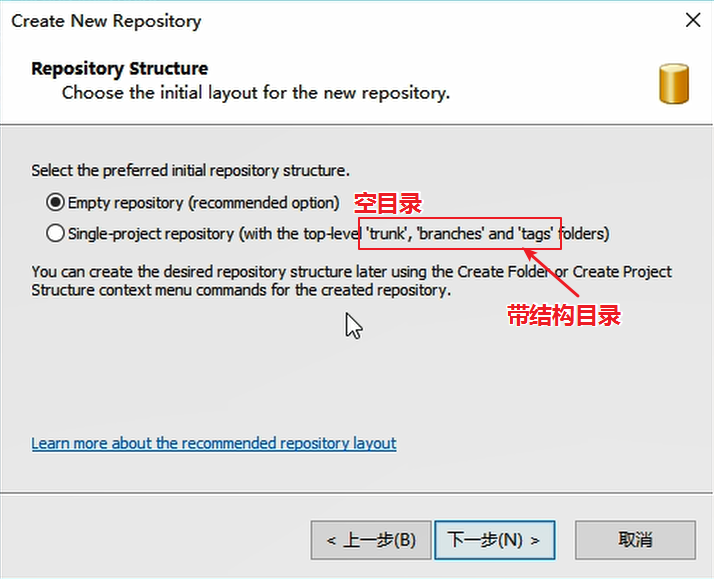 Create New Repository
Repository Structure
Choose the initial layout for the new repository.
Select the preferred initial repository structure.
Empty repository (recommended option)
空目录
Single-project repository (with the top-level 'trunk', 'branches' and 'tags' folders)
You can create the desired repository structure later using the Create Folder or Create Project
Structure context menu commands for the created repository.
带结构目录
Learn more about the recommended repository layout
< 上一步(B)
下一步(N) >
取消